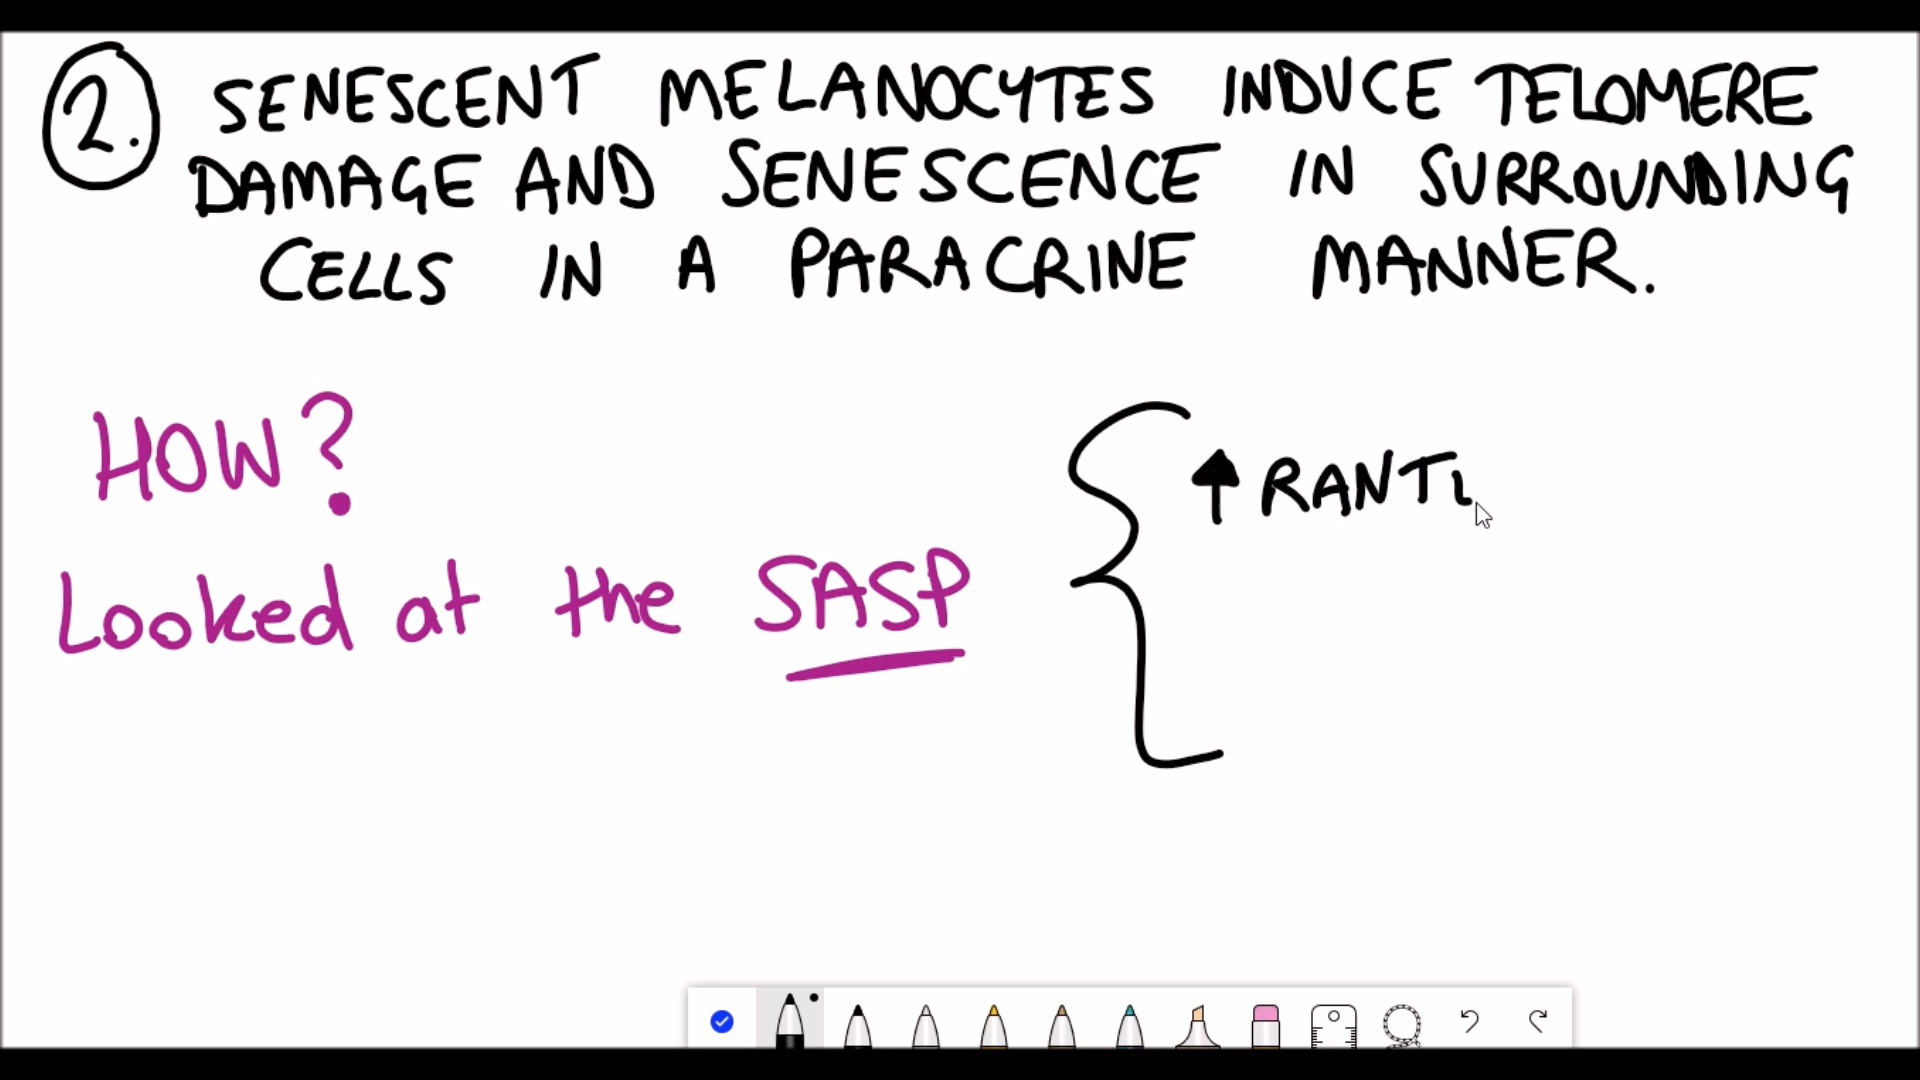 2. SENESCENT MELANOCYTES INDUCE TELOMERE
DAMAGE AND SENESCENCE IN SURROUNDING
CELLS IN A PARACRINE MANNER.
HOW?
Looked at the SASP
↑ RANT